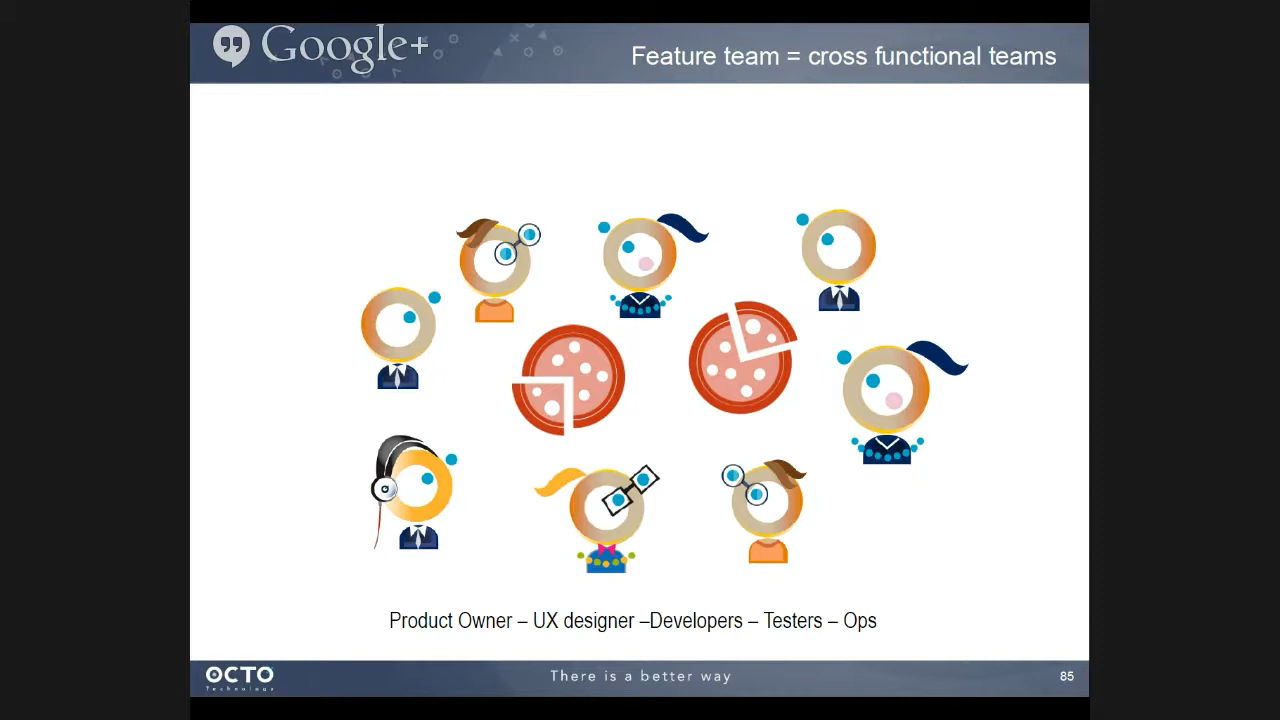 Google+
Feature team = cross functional teams
Product Owner – UX designer –Developers – Testers – Ops
OCTO
Technology
There is a better way
85